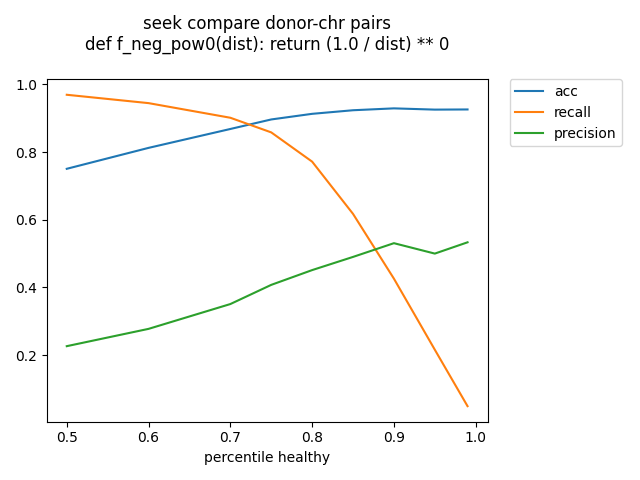 seek compare donor-chr pairs
def f_neg_pow0(dist): return (1.0 / dist) ** 0
acc
recall
precision
1.0
0.8
0.6
0.4
0.2
0.5 0.6 0.7 0.8 0.9 1.0
percentile healthy